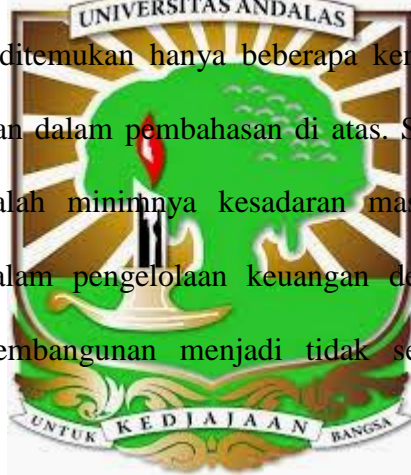 UNIVERSITAS ANDALAS
ditemukan hanya beberapa
dalam pembahasan di atas.
minimnya kesadaran
pengelolaan keuangan
menjadi tidak
UNTUK KEDJAJAAN BANGSA